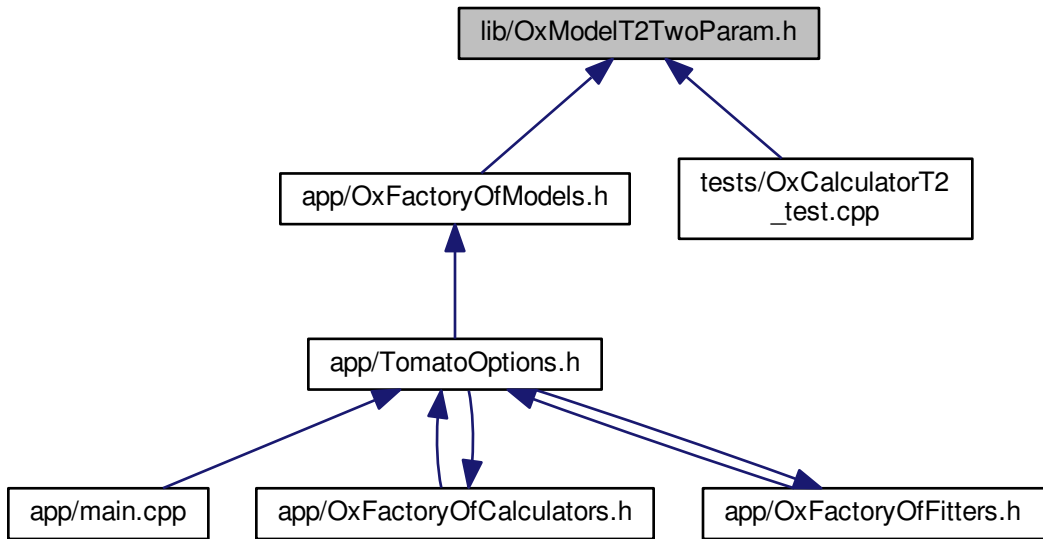 lib/OxModelT2TwoParam.h
app/OxFactoryOfModels.h
tests/OxCalculatorT2
_test.cpp
app/TomatoOptions.h
app/main.cpp
app/OxFactoryOfCalculators.h
app/OxFactoryOfFitters.h